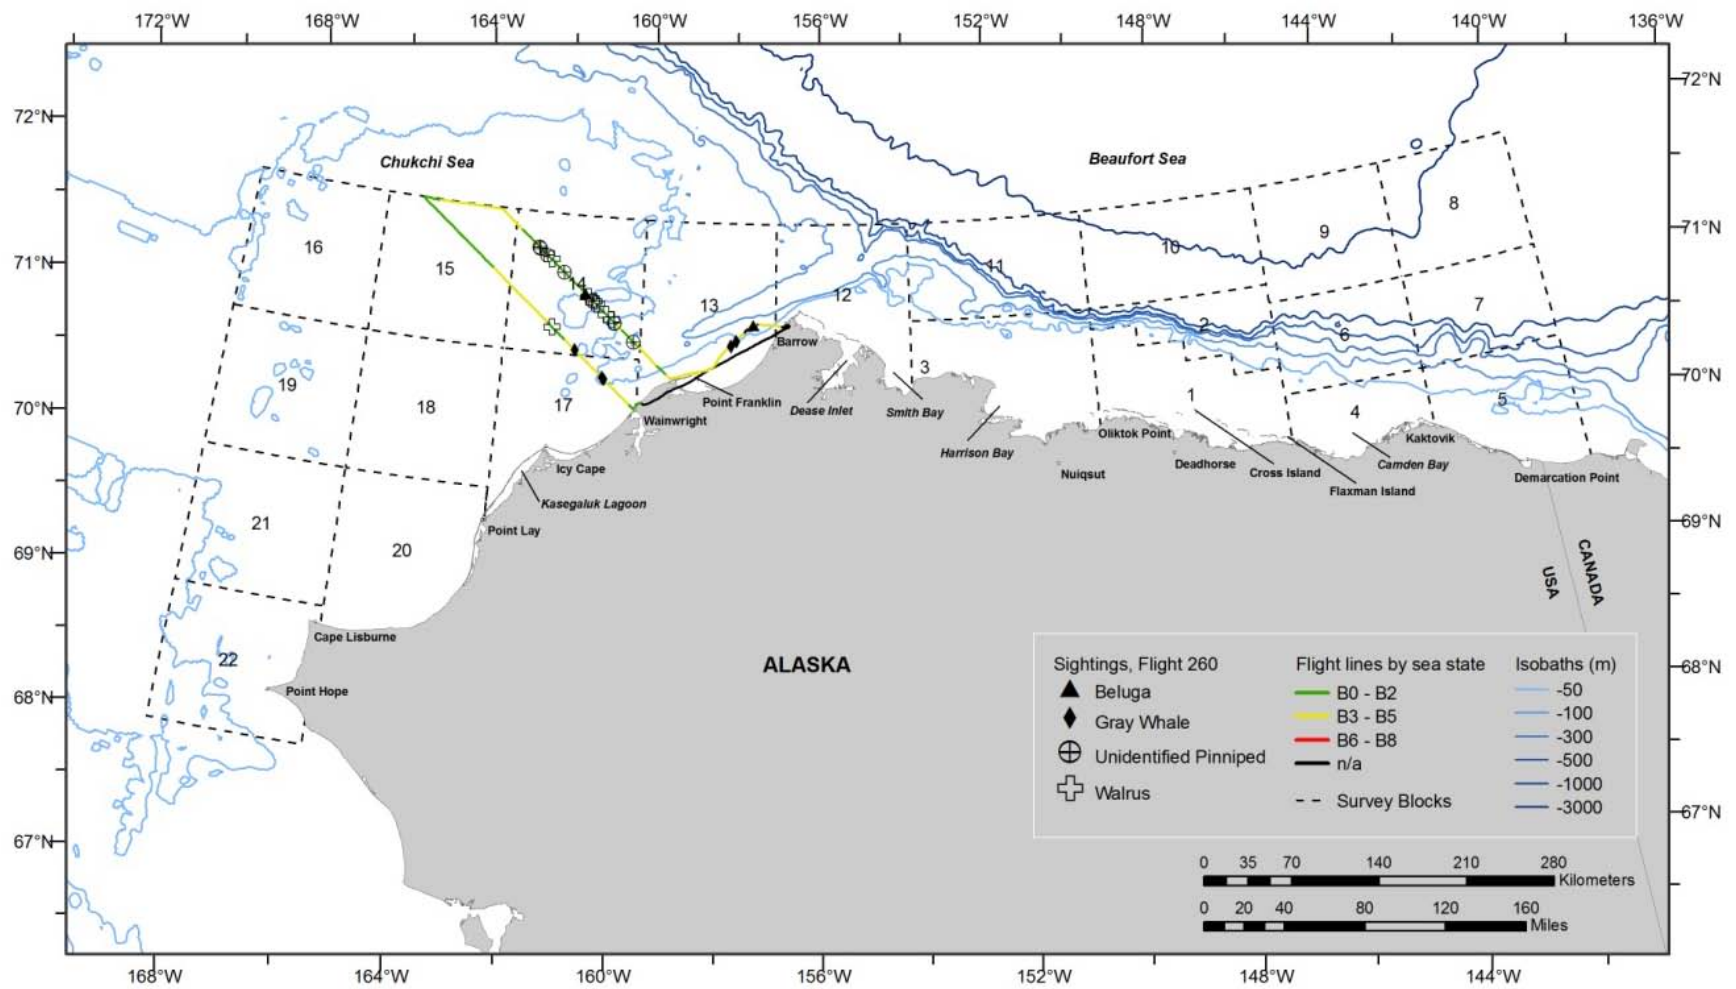 172°W 168°W 164°W 160°W 156°W 152°W 148°W 144°W 140°W 136°W
72°N 72°N
Chukchi Sea Beaufort Sea
8
9
71°N 71°N
16 15 14 10
11
13 12 7
2 6
Barrow
70°N 70°N
19 18 17 3 1 4 5
Point Franklin Dease Inlet Smith Bay
Wainwright Oliktok Point Kaktovik
Harrison Bay
Icy Cape Nuiqsut Deadhorse Cross Island Camden Bay
Flaxman Island Demarcation Point
Kasegaluk Lagoon
69°N 69°N
21 20 Point Lay
USA CANADA
Cape Lisburne
22 ALASKA
68°N 68°N
Point Hope
Sightings, Flight 260
Beluga
Gray Whale
Unidentified Pinniped
Walrus
Flight lines by sea state
B0 - B2
B3 - B5
B6 - B8
n/a
Survey Blocks
Isobaths (m)
-50
-100
-300
-500
-1000
-3000
67°N 67°N
0 35 70 140 210 280
Kilometers
0 20 40 80 120 160
Miles
168°W 164°W 160°W 156°W 152°W 148°W 144°W